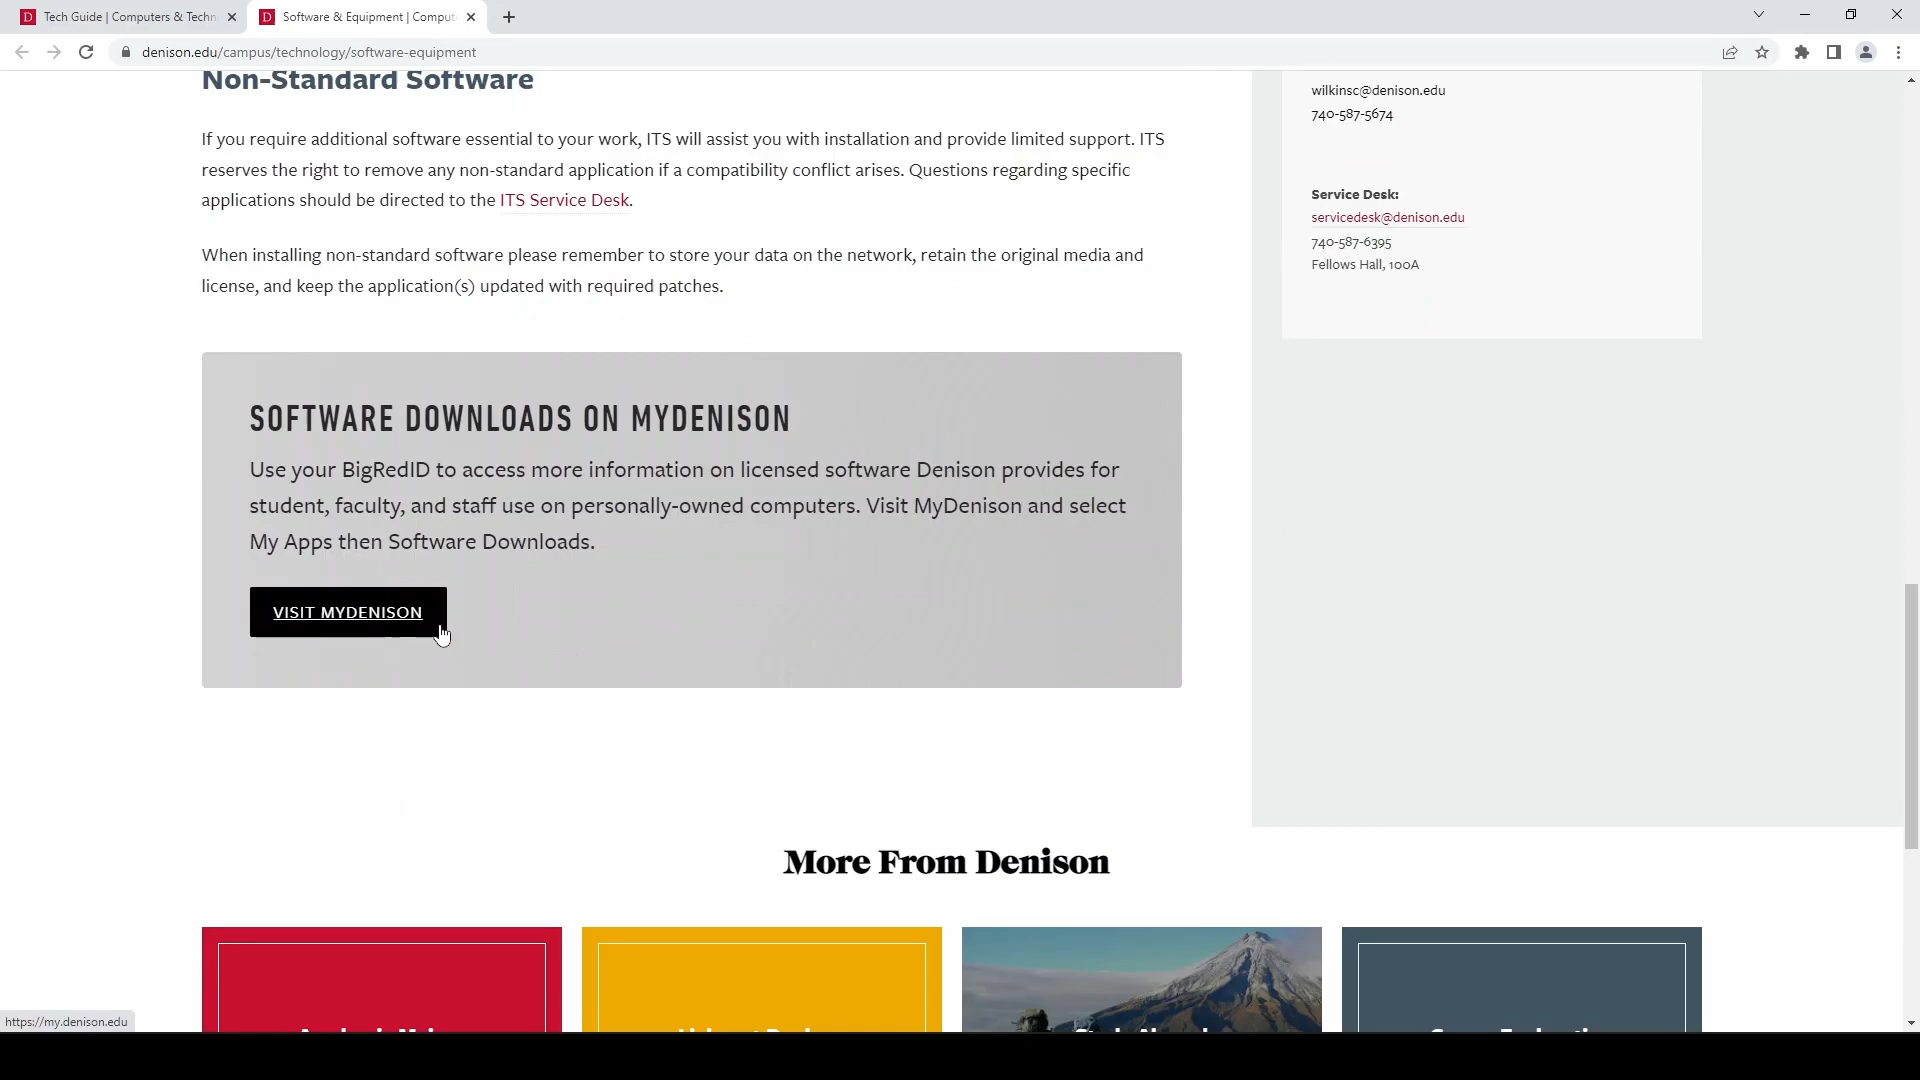 Tech Guide | Computers & Techn
Software & Equipment | Comput
denison.edu/campus/technology/software-equipment
Non-Standard Software
If you require additional software essential to your work, ITS will assist you with installation and provide limited support. ITS
reserves the right to remove any non-standard application if a compatibility conflict arises. Questions regarding specific
applications should be directed to the ITS Service Desk.
When installing non-standard software please remember to store your data on the network, retain the original media and
license, and keep the application(s) updated with required patches.
wilkinsc@denison.edu
740-587-5674
Service Desk:
servicedesk@denison.edu
740-587-6395
Fellows Hall, 100A
SOFTWARE DOWNLOADS ON MYDENISON
Use your BigRedID to access more information on licensed software Denison provides for
student, faculty, and staff use on personally-owned computers. Visit MyDenison and select
My Apps then Software Downloads.
VISIT MYDENISON
More From Denison
https://my.denison.edu